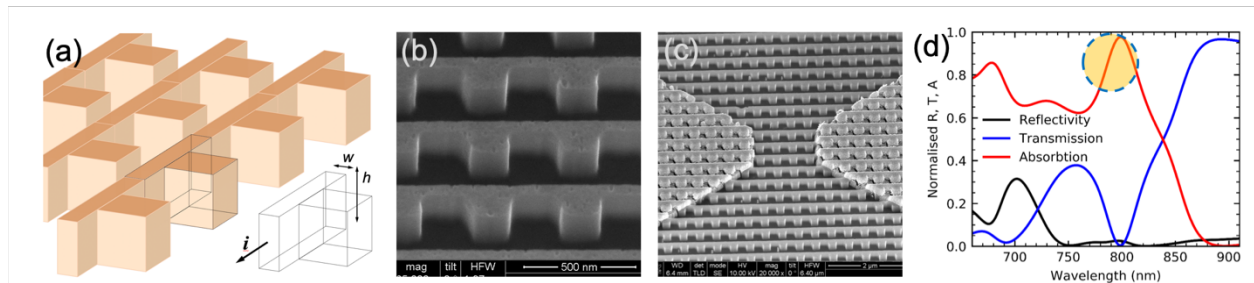 (a)
w
h
i
(b)
mag
tilt
HFW
500 nm
(c)
WD
det
mode
HV
mag
tilt
HFW
2 µm
6.4 mm
TLD
SE
10.00 kV
20 000 x
0 °
6.40 µm
(d)
1.0
0.8
0.6
0.4
0.2
0.0
Normalised R, T, A
Reflectivity
Transmission
Absorbtion
700
750
800
850
900
Wavelength (nm)